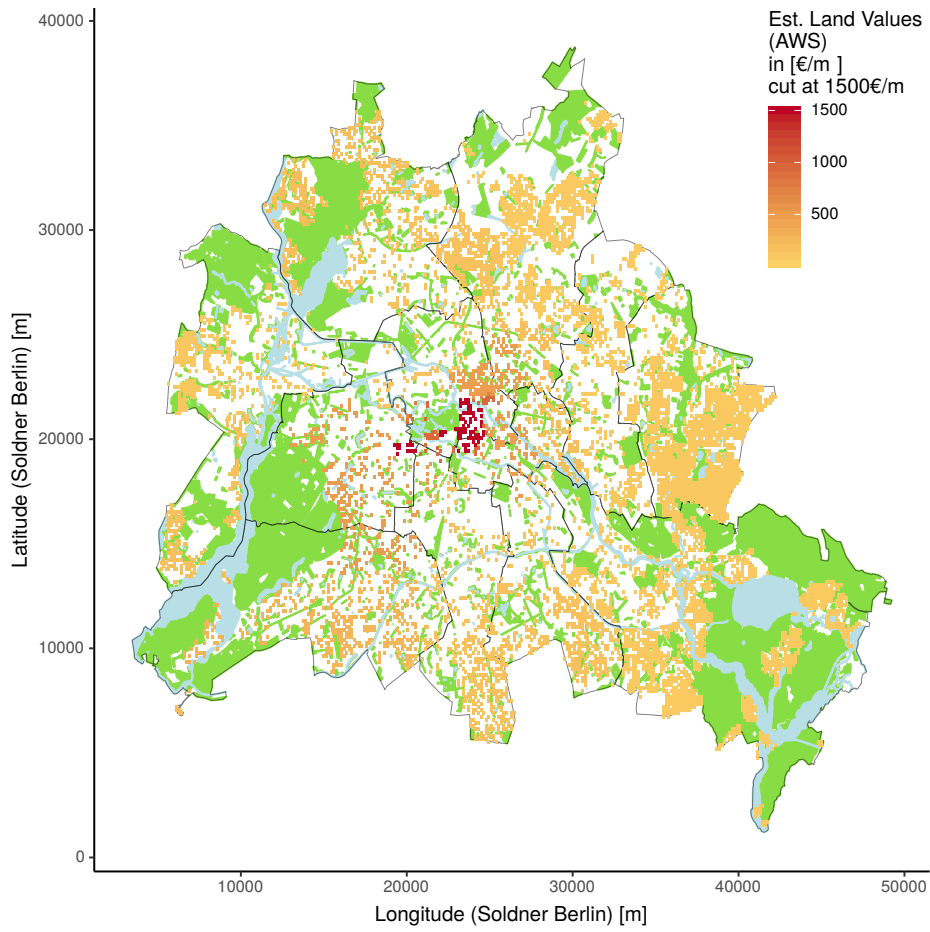 Est. Land Values
(AWS)
in [€/m ]
cut at 1500€/m
1500
1000
500
40000
30000
20000
10000
0
Latitude (Soldner Berlin) [m]
10000 20000 30000 40000 50000
Longitude (Soldner Berlin) [m]